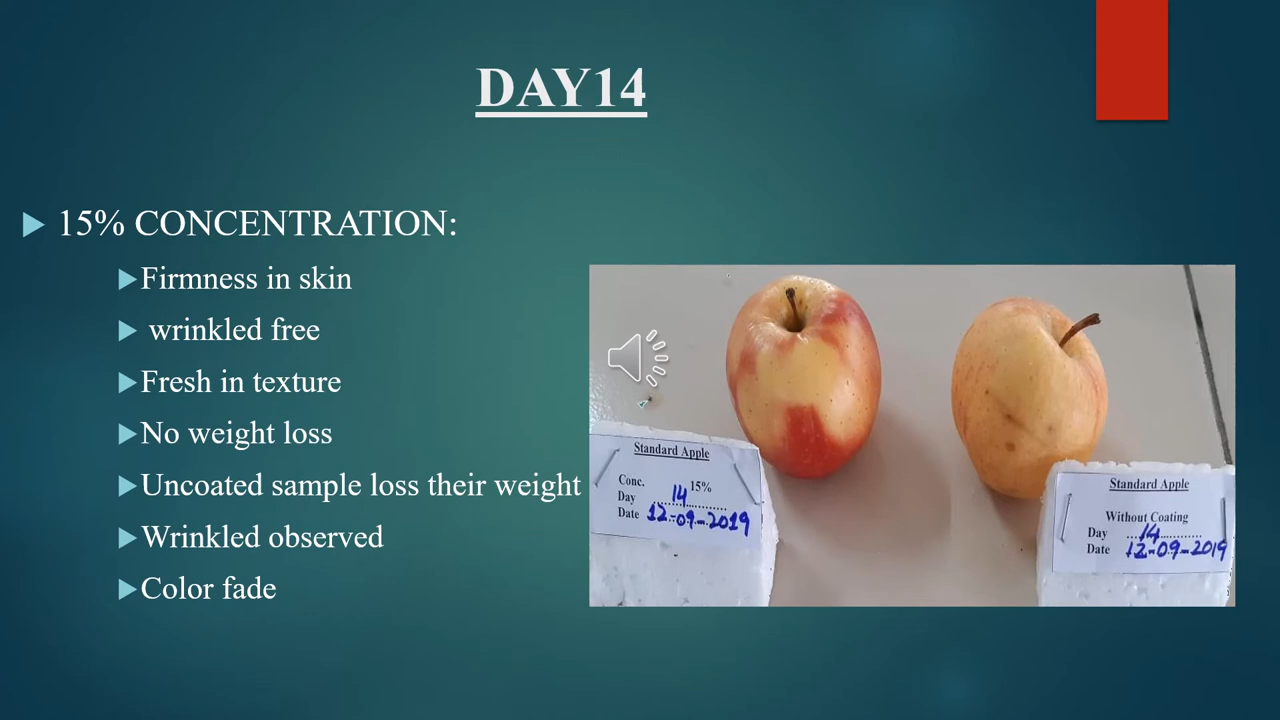 DAY14
15% CONCENTRATION:
Firmness in skin
wrinkled free
Fresh in texture
No weight loss
Uncoated sample loss their weight
Wrinkled observed
Color fade
Standard Apple
Conc. 15%
Day 14
Date 12-09-2019
Standard Apple
Without Coating
Day 14
Date 12-09-2019